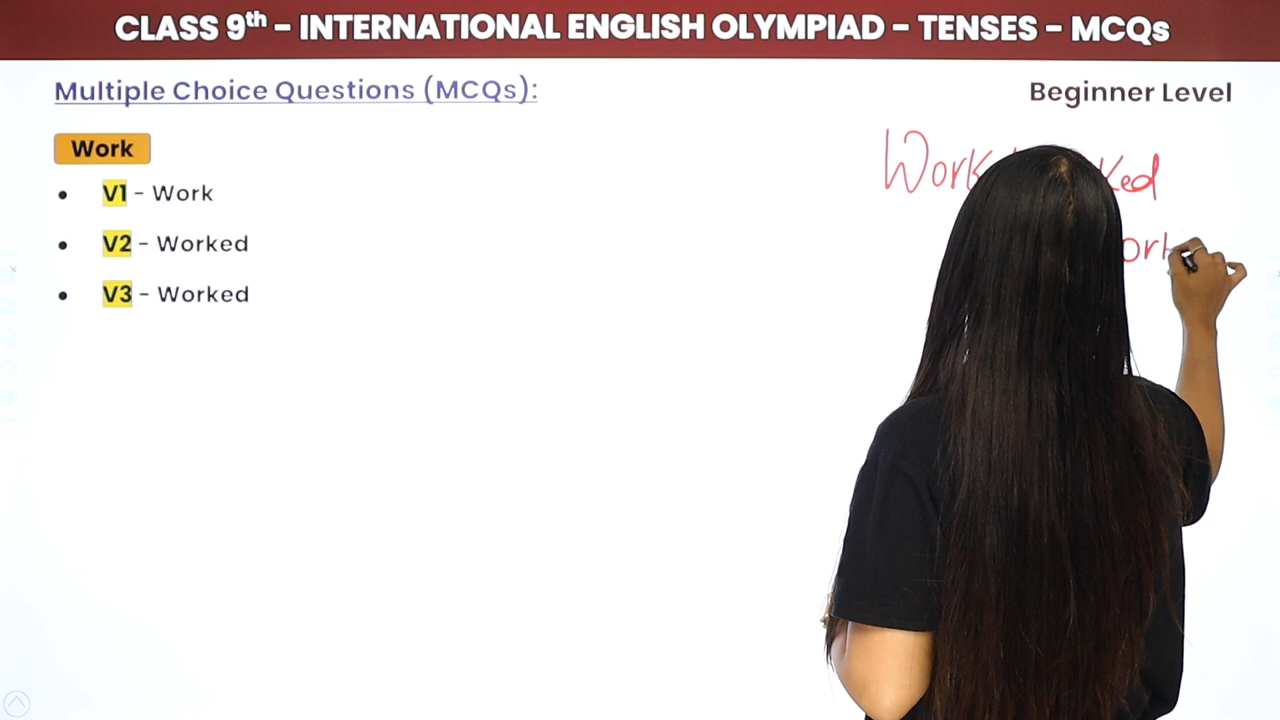 CLASS 9th - INTERNATIONAL ENGLISH OLYMPIAD - TENSES - MCQs
Multiple Choice Questions (MCQs):
Beginner Level
Work
• V1 - Work
• V2 - Worked
• V3 - Worked
Work